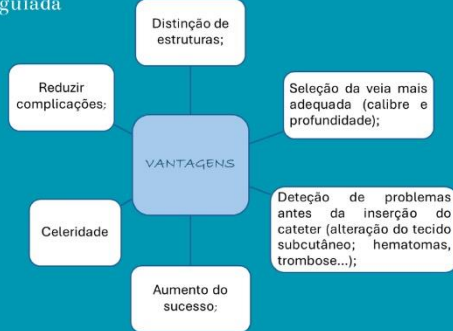 guiada
Distinção de
estruturas;
Reduzir
complicações;
Seleção da veia mais
adequada (calibre e
profundidade);
VANTAGENS
Celeridade
Deteção de problemas
antes da inserção do
cateter (alteração do tecido
subcutâneo; hematomas,
trombose...);
Aumento do
sucesso;